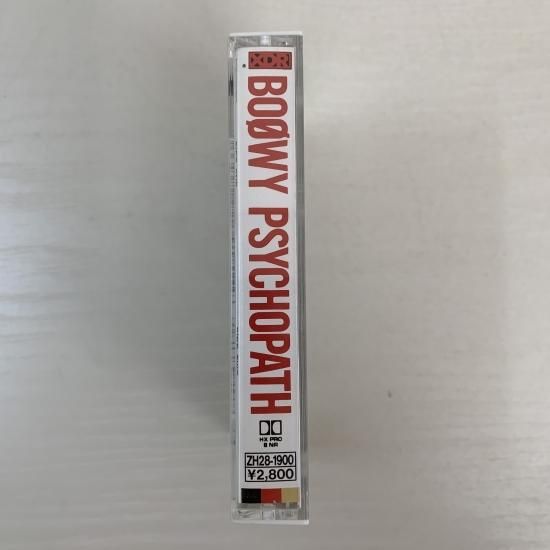 XDR
BOØWY PSYCHOPATH
HX PRO
B NR
ZH28-1900
¥2,800